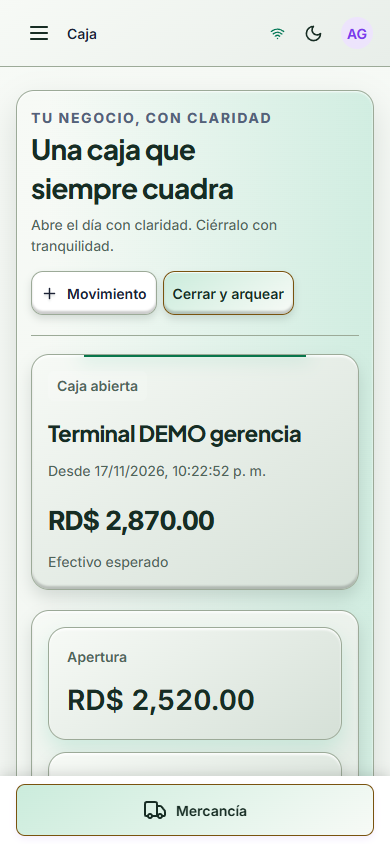 Caja
AG
TU NEGOCIO, CON CLARIDAD
Una caja que
siempre cuadra
Abre el día con claridad. Ciérralo con
tranquilidad.
Movimiento
Cerrar y arquear
Caja abierta
Terminal DEMO gerencia
Desde 17/11/2026, 10:22:52 p. m.
RD$ 2,870.00
Efectivo esperado
Apertura
RD$ 2,520.00
Mercancía